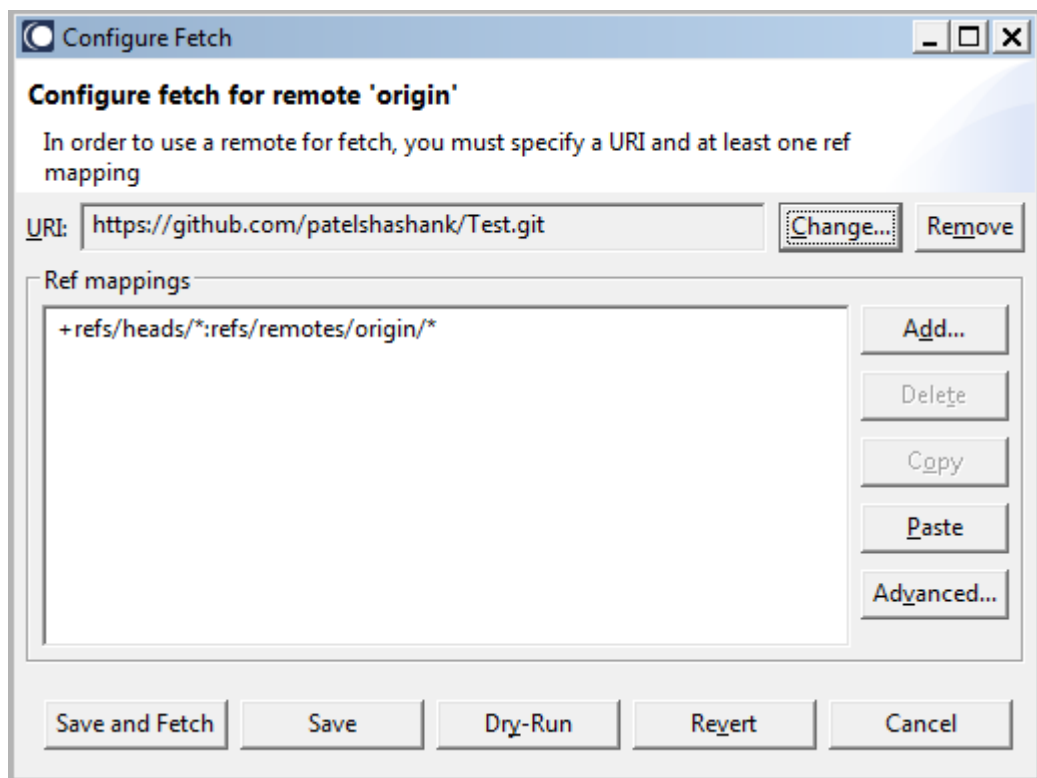 Configure Fetch
Configure fetch for remote 'origin'
In order to use a remote for fetch, you must specify a URI and at least one ref
mapping
URI: https://github.com/patelshashank/Test.git Change... Remove
Ref mappings
+refs/heads/*:refs/remotes/origin/*
Add...
Delete
Copy
Paste
Advanced...
Save and Fetch Save Dry-Run Revert Cancel